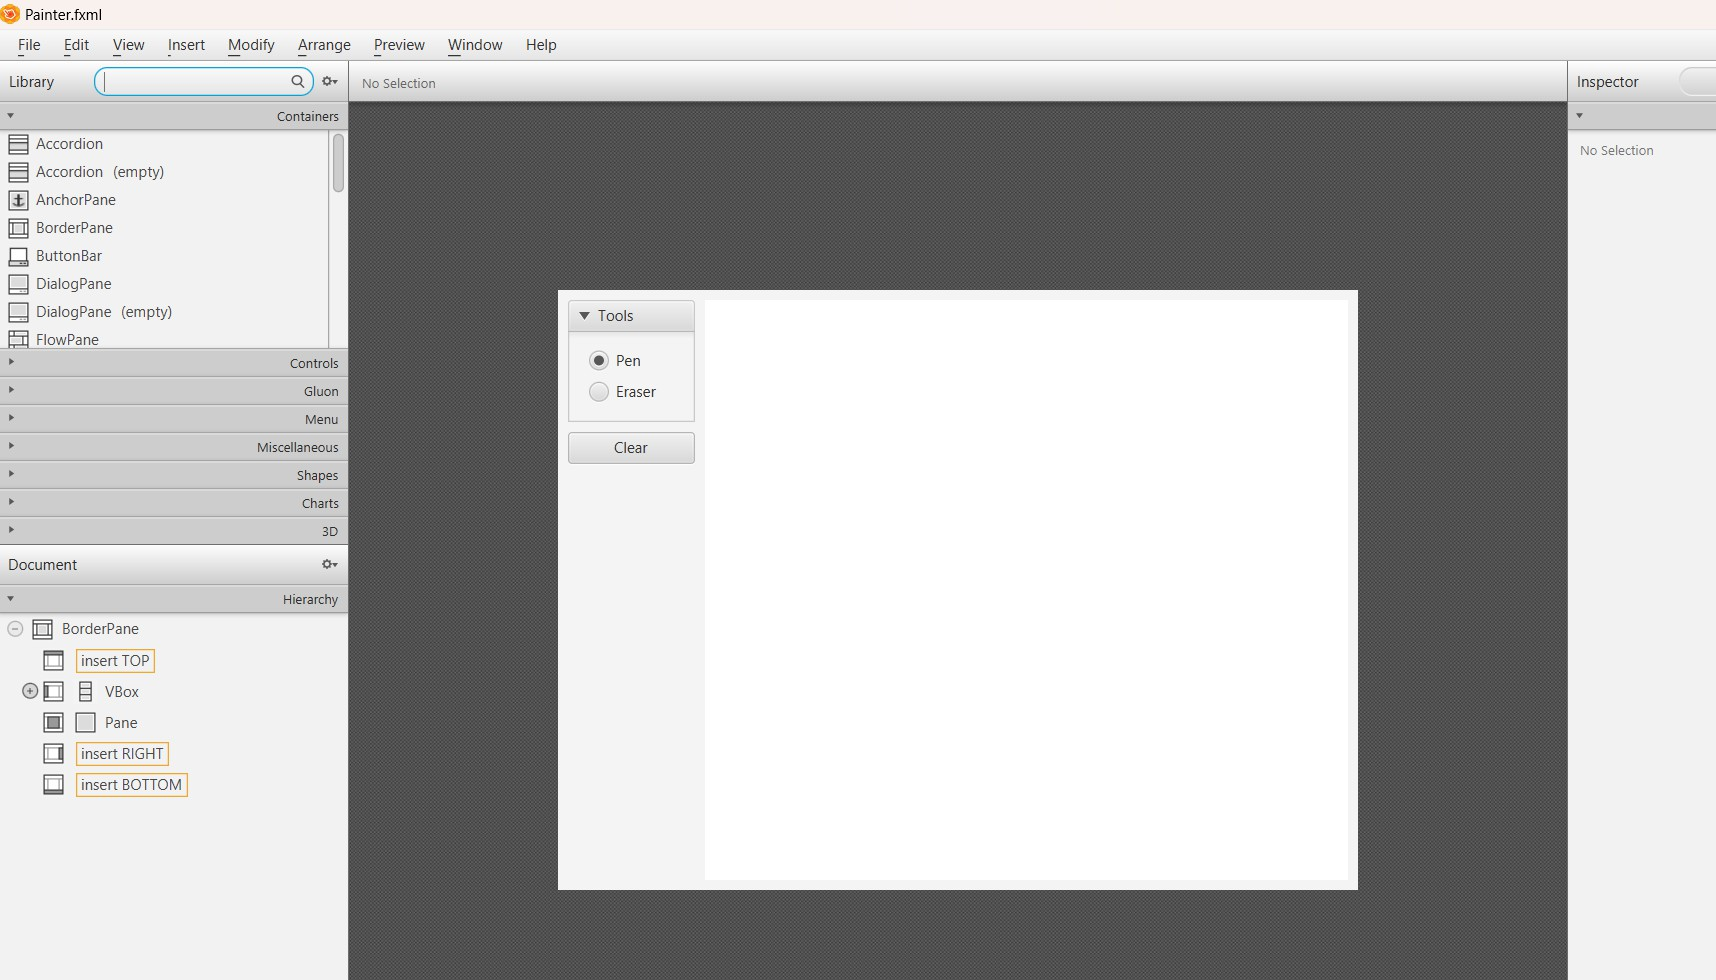 Painter.fxml
File Edit View Insert Modify Arrange Preview Window Help
Library
No Selection
Inspector
Containers
Accordion
Accordion (empty)
AnchorPane
BorderPane
ButtonBar
DialogPane
DialogPane (empty)
FlowPane
Controls
Gluon
Menu
Miscellaneous
Shapes
Charts
3D
Document
Hierarchy
BorderPane
insert TOP
VBox
Pane
insert RIGHT
insert BOTTOM
Tools
Pen
Eraser
Clear
No Selection